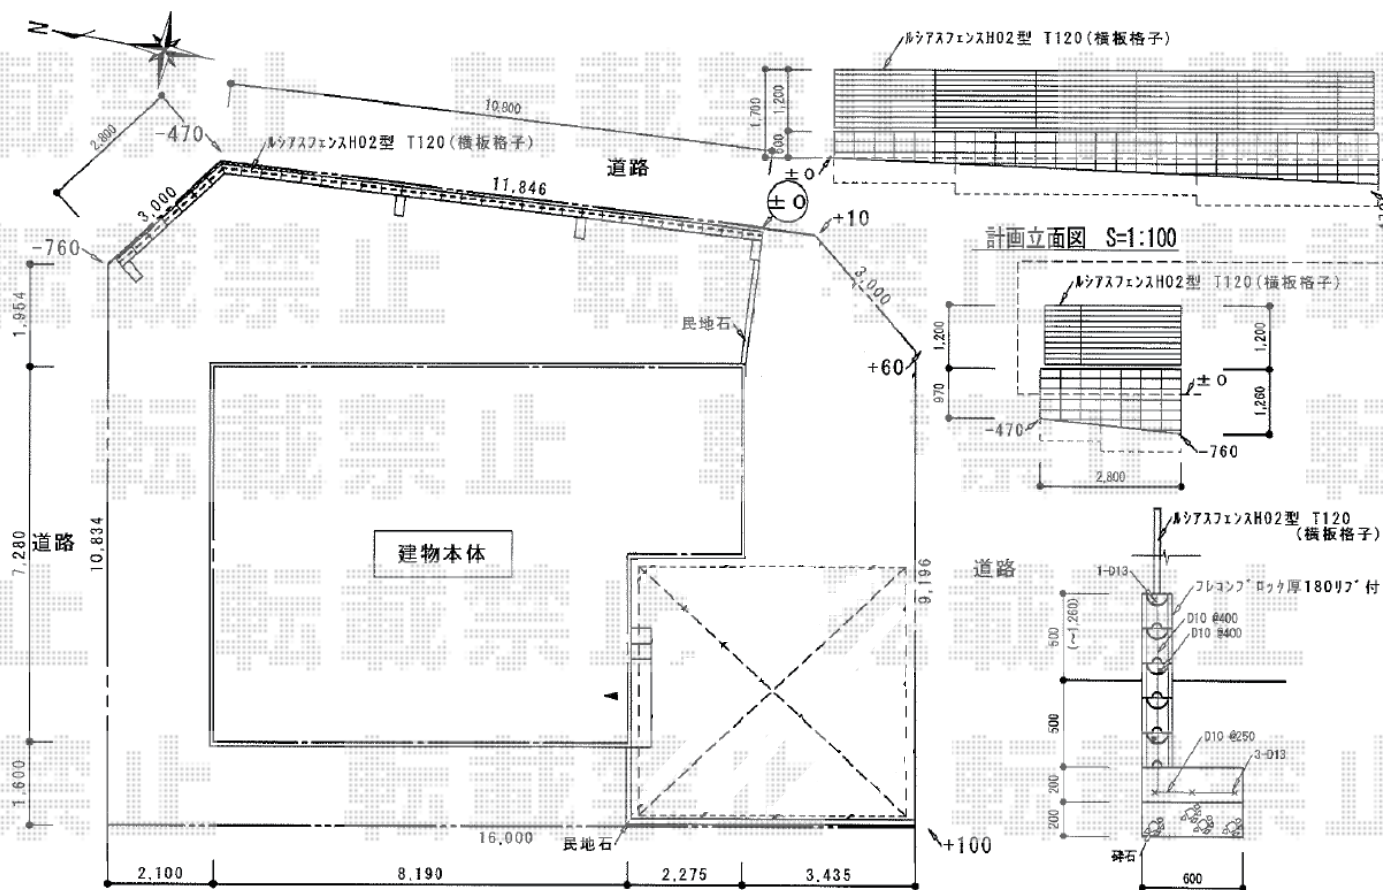 N
2,800
-470
10,800
ルシアスフェンスH02型 T120(横板格子)
道路
11,846
3,000
-760
±0
±0
+10
3,000
+60
民地石
1,954
7,280
1,600
道路
10,834
建物本体
9,196
道路
16,000
民地石
+100
2,100
8,190
2,275
3,435
ルシアスフェンスH02型 T120(横板格子)
1,700
1,200
計画立面図 S=1:100
ルシアスフェンスH02型 T120(横板格子)
1,200
970
1,200
1,260
±0
-470
-760
2,800
ルシアスフェンスH02型 T120
(横板格子)
1-D13
フレコンブロック厚180リブ付
D10 @400
D10 @400
500
(~1,260)
500
D10 @250
3-D13
200
200
砕石
600
転載禁止